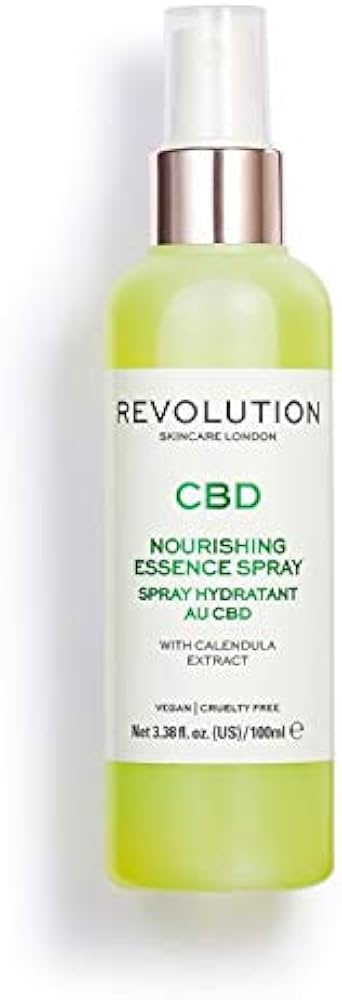 REVOLUTION
SKINCARE LONDON
CBD
NOURISHING
ESSENCE SPRAY
SPRAY HYDRATANT
AU CBD
WITH CALENDULA
EXTRACT
VEGAN | CRUELTY FREE
Net 3.38 fl. oz. (US)/100ml ℮